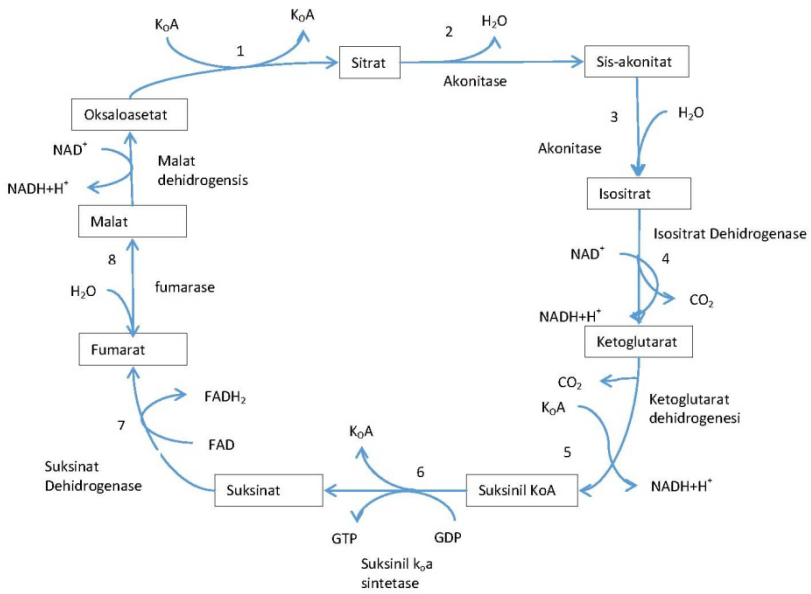 KₒA
KₒA
1
2
H₂O
Sitrat
Akonitase
Sis-akonitat
Oksaloasetat
3
H₂O
Akonitase
NAD⁺
Malat
dehidrogensis
NADH+H⁺
Isositrat
Malat
Isositrat Dehidrogenase
NAD⁺
4
8
H₂O
fumarase
CO₂
NADH+H⁺
Fumarat
Ketoglutarat
CO₂
Ketoglutarat
dehidrogenesi
KₒA
FADH₂
7
FAD
KₒA
6
5
Suksinat
Dehidrogenase
Suksinat
Suksinil KoA
NADH+H⁺
GTP
GDP
Suksinil kₒa
sintetase